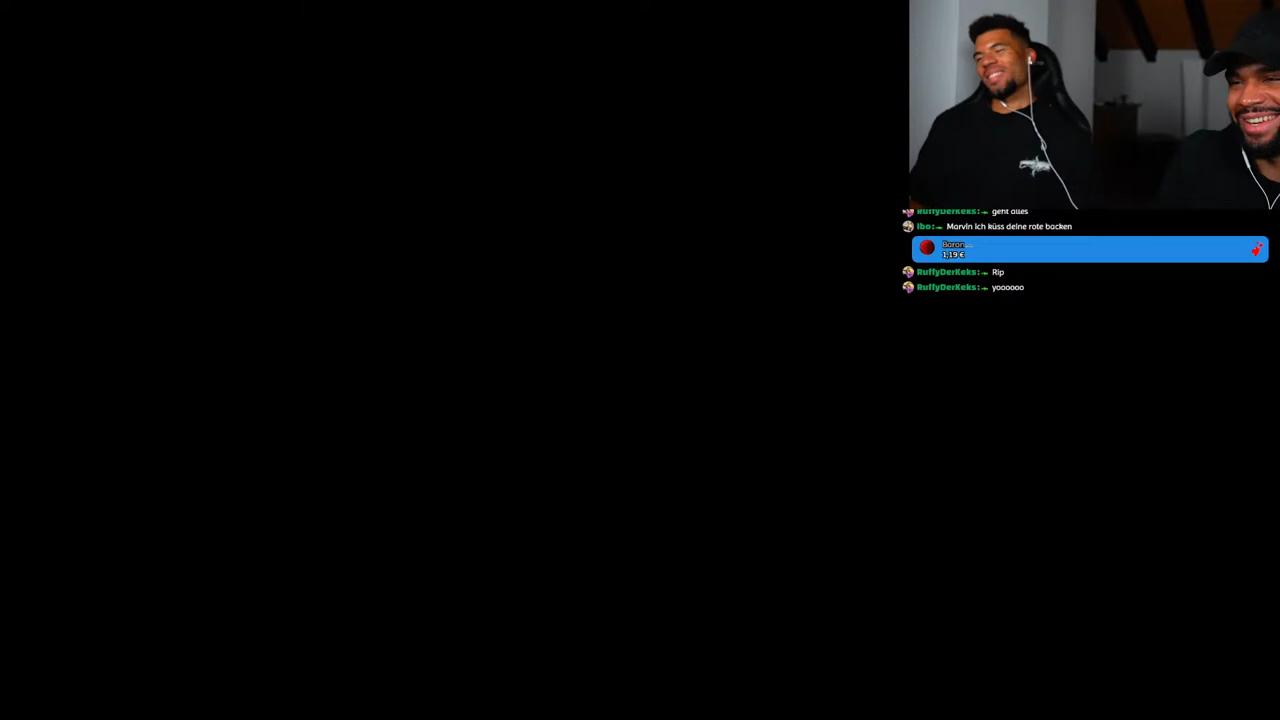 RuffyDerKeks: geht alles
Ibo: Marvin ich küss deine rote backen
Baron...
1,19 €
RuffyDerKeks: Rip
RuffyDerKeks: yoooooo